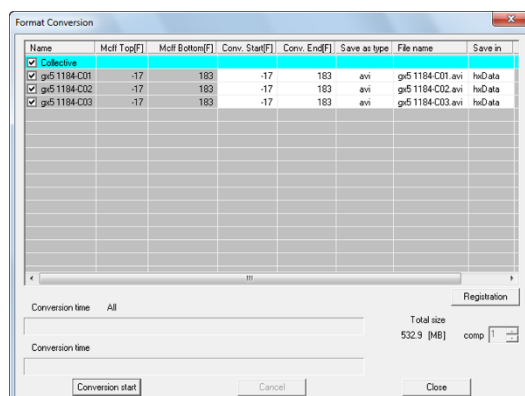 Format Conversion
Name Mcff Top[F] Mcff Bottom[F] Conv. Start[F] Conv. End[F] Save as type File name Save in
Collective
gx5 1184-C01 -17 183 -17 183 avi gx5 1184-C01.avi hxData
gx5 1184-C02 -17 183 -17 183 avi gx5 1184-C02.avi hxData
gx5 1184-C03 -17 183 -17 183 avi gx5 1184-C03.avi hxData
Registration
Conversion time All
Total size
532.9 [MB] comp 1
Conversion time
Conversion start Cancel Close